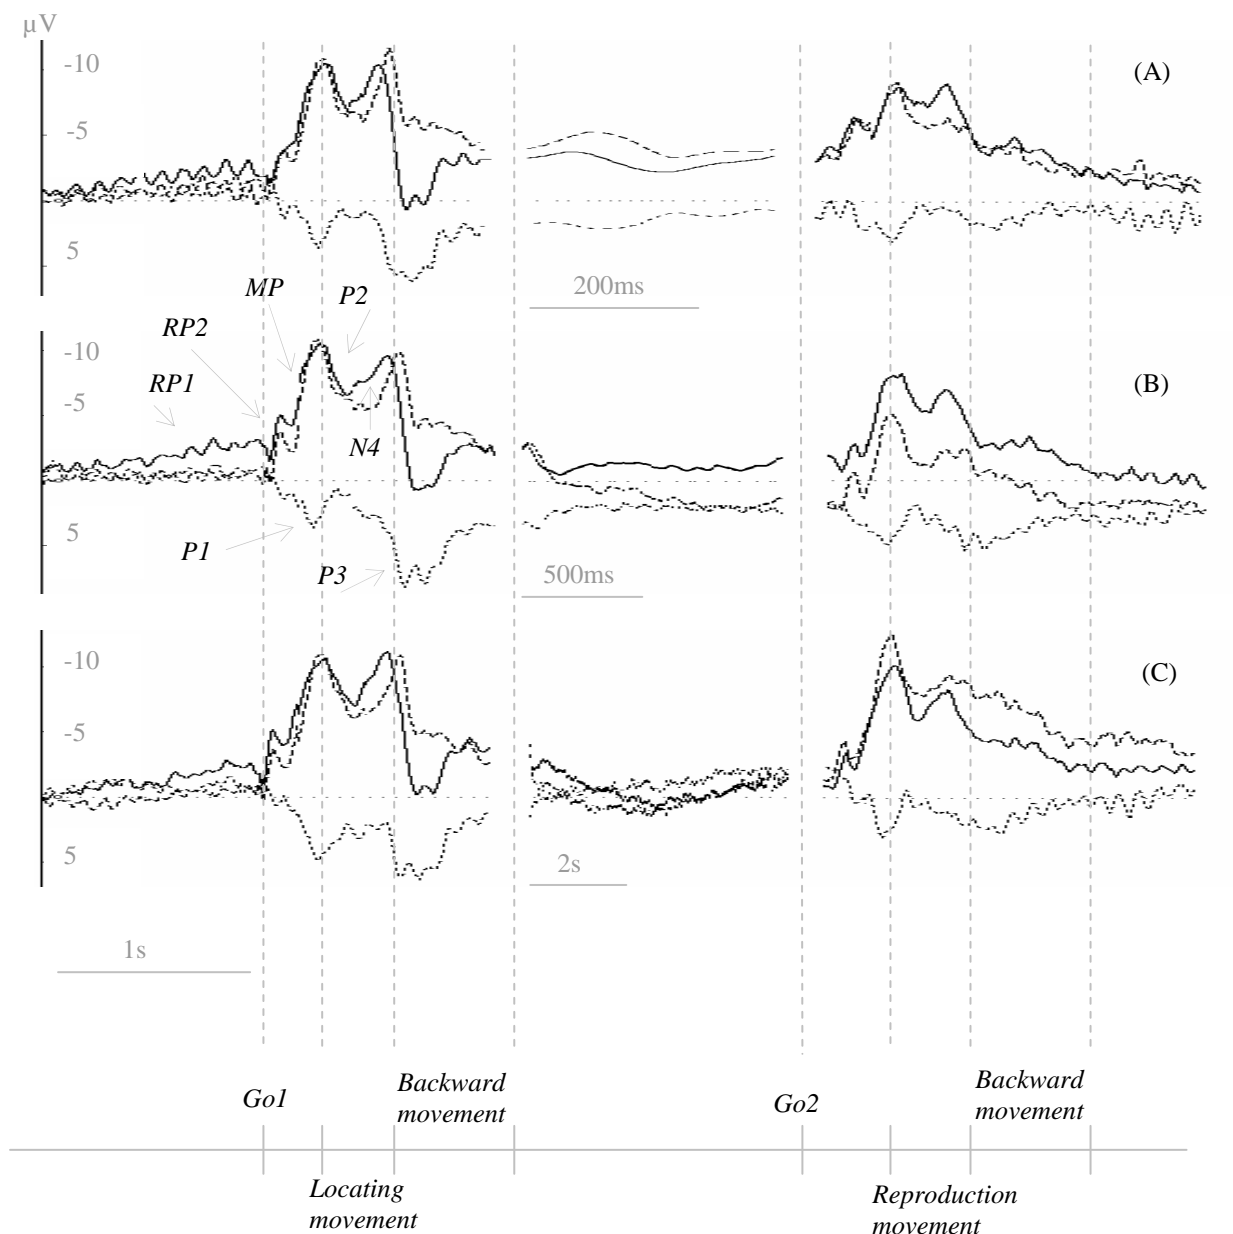 µV
-10
(A)
-5
5
200ms
MP
P2
RP2
-10
RP1
(B)
-5
N4
5
P1
P3
500ms
-10
(C)
-5
5
2s
1s
Backward
movement
Backward
movement
Go1
Go2
Locating
movement
Reproduction
movement